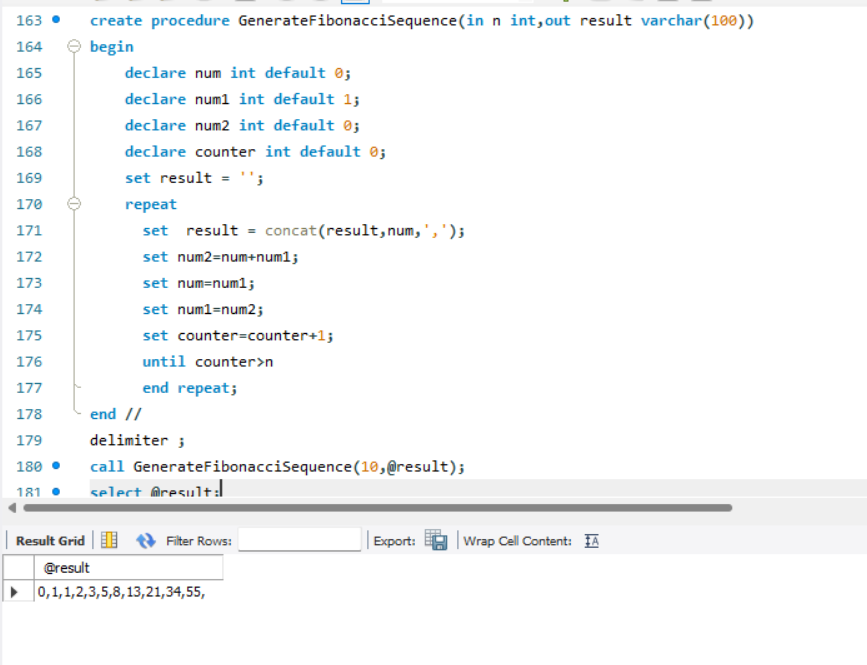 163 create procedure GenerateFibonacciSequence(in n int,out result varchar(100))
164 begin
165 declare num int default 0;
166 declare num1 int default 1;
167 declare num2 int default 0;
168 declare counter int default 0;
169 set result = '';
170 repeat
171 set  result = concat(result,num,',');
172 set num2=num+num1;
173 set num=num1;
174 set num1=num2;
175 set counter=counter+1;
176 until counter>n
177 end repeat;
178 end //
179 delimiter ;
180 call GenerateFibonacciSequence(10,@result);
181 select @result;
Result Grid Filter Rows: Export: Wrap Cell Content: IA
@result
0,1,1,2,3,5,8,13,21,34,55,